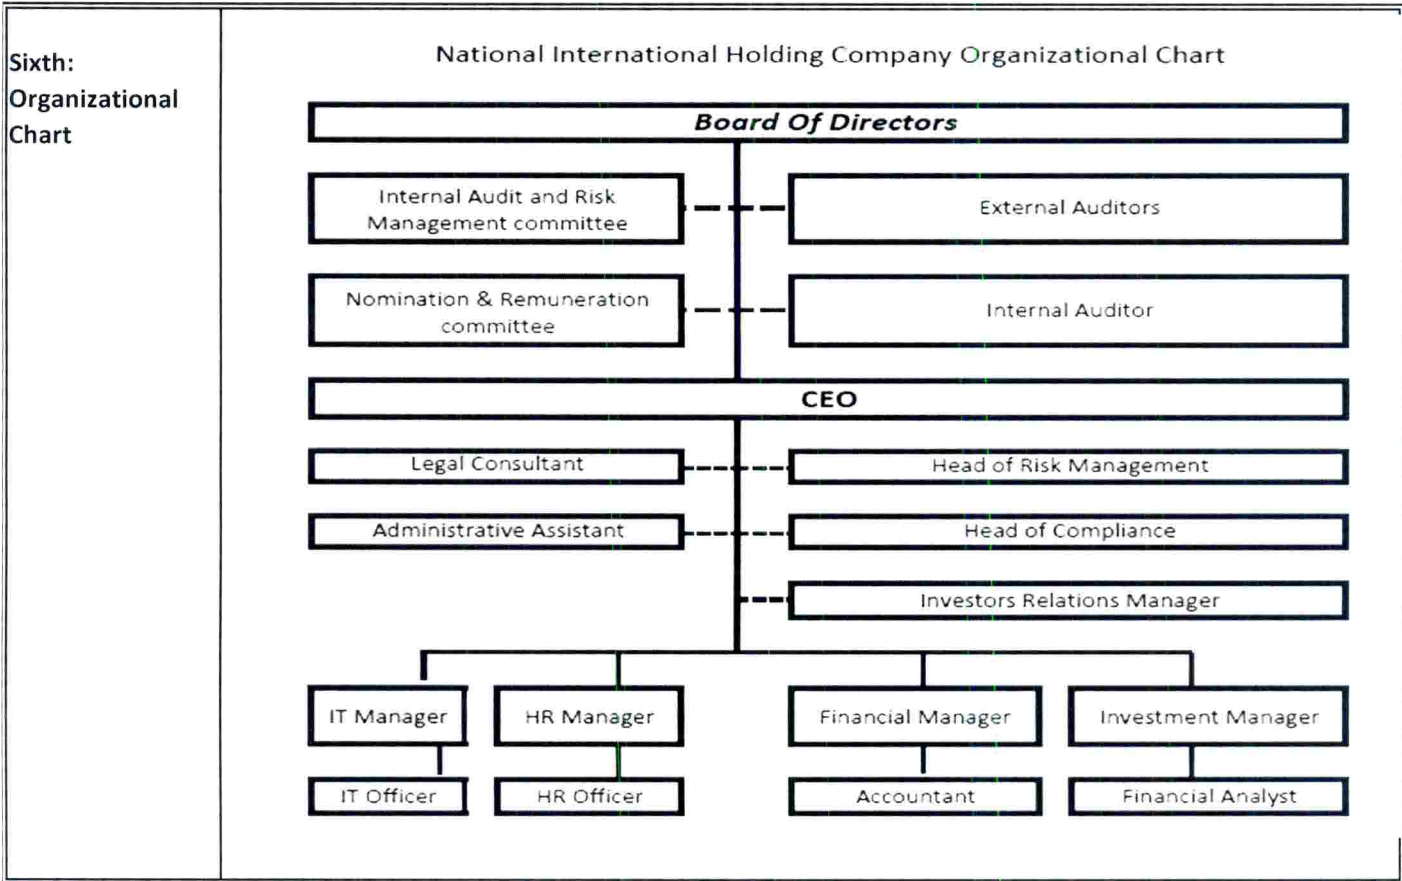 Sixth:
Organizational
Chart
National International Holding Company Organizational Chart
Board Of Directors
Internal Audit and Risk
Management committee
External Auditors
Nomination & Remuneration
committee
Internal Auditor
CEO
Legal Consultant
Head of Risk Management
Administrative Assistant
Head of Compliance
Investors Relations Manager
IT Manager
HR Manager
Financial Manager
Investment Manager
IT Officer
HR Officer
Accountant
Financial Analyst